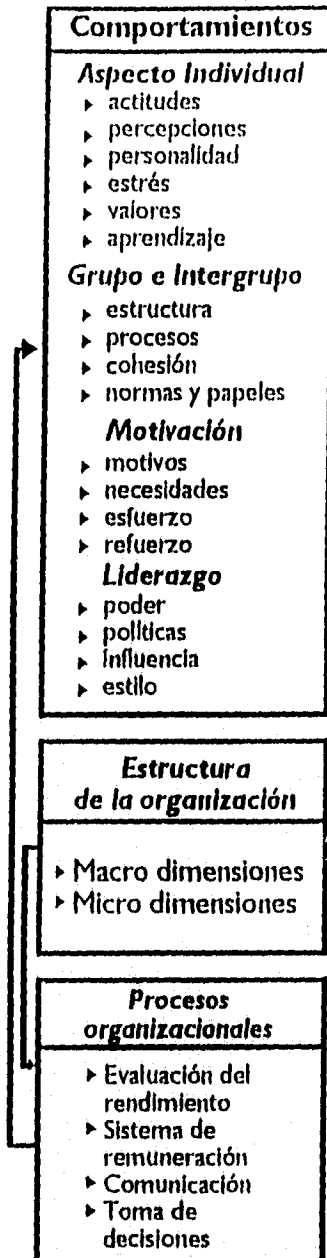 Comportamientos
Aspecto Individual
▸ actitudes
▸ percepciones
▸ personalidad
▸ estrés
▸ valores
▸ aprendizaje
Grupo e Intergrupo
▸ estructura
▸ procesos
▸ cohesión
▸ normas y papeles
Motivación
▸ motivos
▸ necesidades
▸ esfuerzo
▸ refuerzo
Liderazgo
▸ poder
▸ políticas
▸ influencia
▸ estilo
Estructura
de la organización
▸ Macro dimensiones
▸ Micro dimensiones
Procesos
organizacionales
▸ Evaluación del
rendimiento
▸ Sistema de
remuneración
▸ Comunicación
▸ Toma de
decisiones